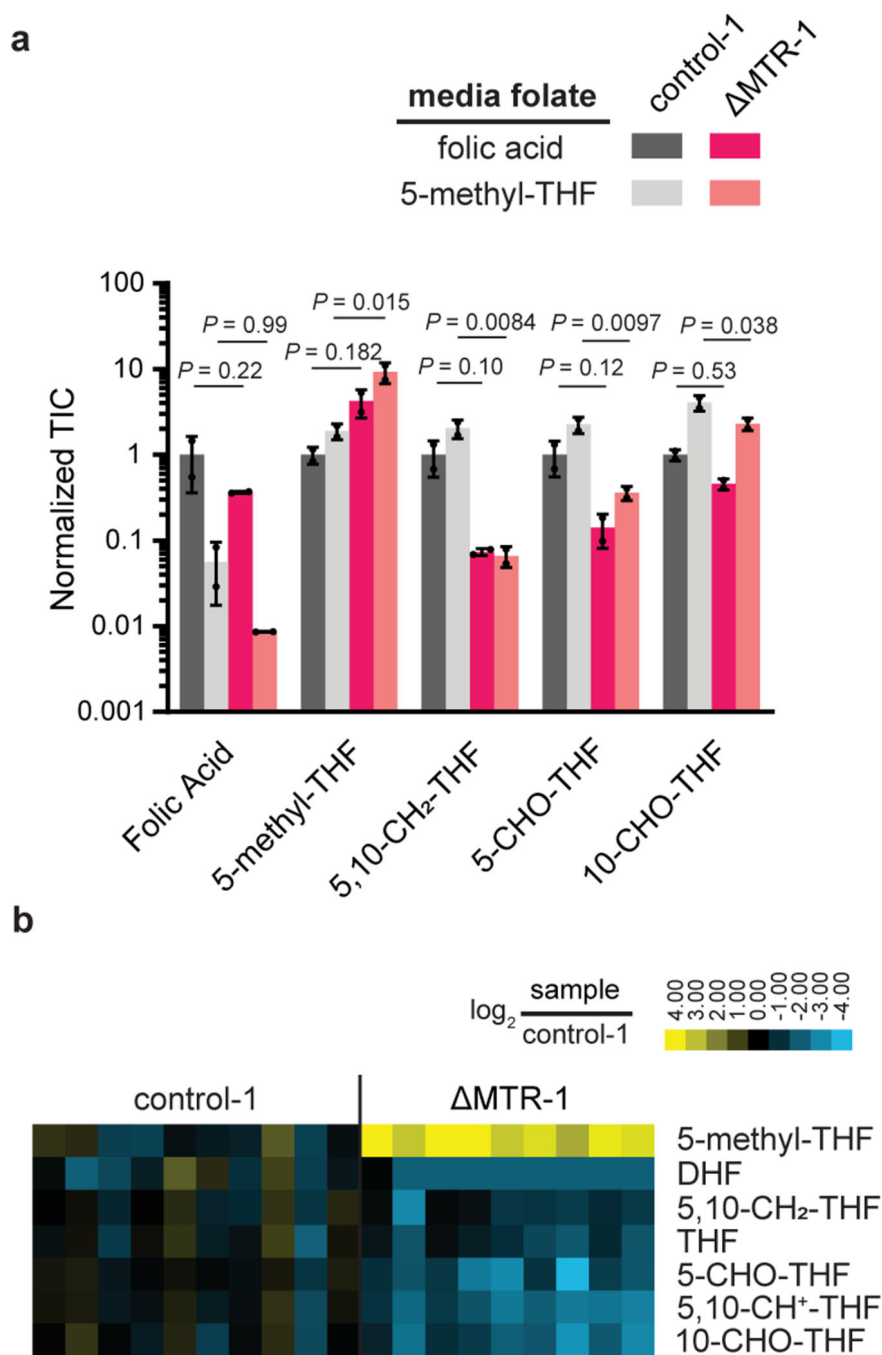 a
media folate
control-1
ΔMTR-1
folic acid
5-methyl-THF
Normalized TIC
100
10
1
0.1
0.01
0.001
P = 0.99
P = 0.22
P = 0.015
P = 0.182
P = 0.0084
P = 0.10
P = 0.0097
P = 0.12
P = 0.038
P = 0.53
Folic Acid
5-methyl-THF
5,10-CH₂-THF
5-CHO-THF
10-CHO-THF
b
log₂ sample
control-1
4.00
3.00
2.00
1.00
0.00
-1.00
-2.00
-3.00
-4.00
control-1
ΔMTR-1
5-methyl-THF
DHF
5,10-CH₂-THF
THF
5-CHO-THF
5,10-CH⁺-THF
10-CHO-THF